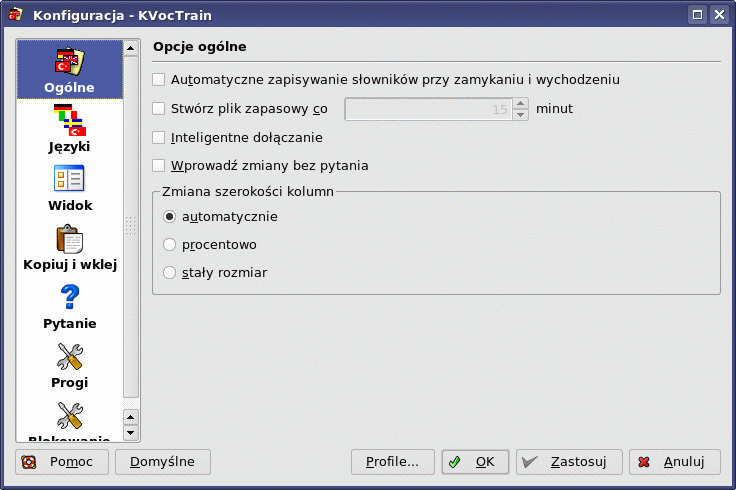 Konfiguracja - KVocTrain
Ogólne
Języki
Widok
Kopiuj i wklej
Pytanie
Progi
Blokowanie
Opcje ogólne
Automatyczne zapisywanie słowników przy zamykaniu i wychodzeniu
Stwórz plik zapasowy co 15 minut
Inteligentne dołączanie
Wprowadź zmiany bez pytania
Zmiana szerokości kolumn
automatycznie
procentowo
stały rozmiar
Pomoc Domyślne Profile... OK Zastosuj Anuluj